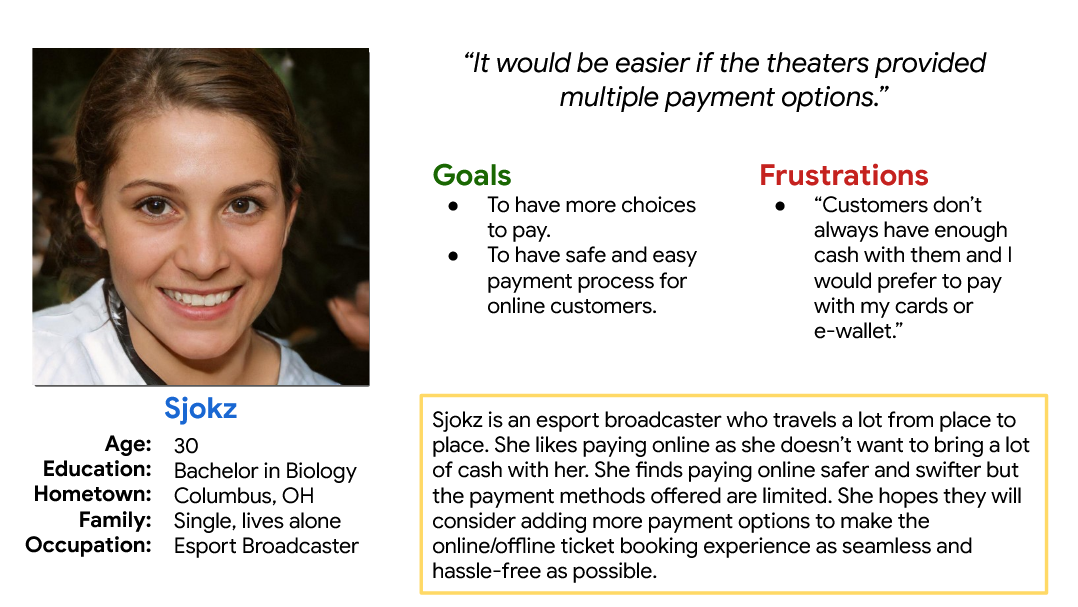 “It would be easier if the theaters provided
multiple payment options.”
Goals
● To have more choices
to pay.
● To have safe and easy
payment process for
online customers.
Frustrations
● “Customers don’t
always have enough
cash with them and I
would prefer to pay
with my cards or
e-wallet.”
Sjokz
Age: 30
Education: Bachelor in Biology
Hometown: Columbus, OH
Family: Single, lives alone
Occupation: Esport Broadcaster
Sjokz is an esport broadcaster who travels a lot from place to
place. She likes paying online as she doesn’t want to bring a lot
of cash with her. She finds paying online safer and swifter but
the payment methods offered are limited. She hopes they will
consider adding more payment options to make the
online/offline ticket booking experience as seamless and
hassle-free as possible.